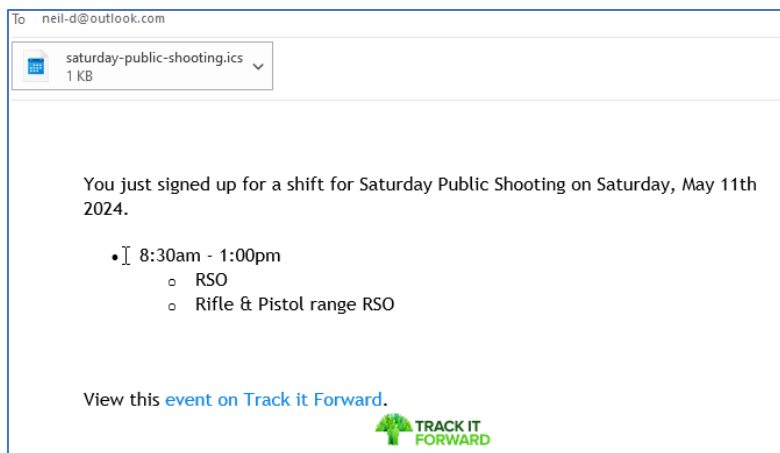 To neil-d@outlook.com
saturday-public-shooting.ics
1 KB
You just signed up for a shift for Saturday Public Shooting on Saturday, May 11th
2024.
• 8:30am - 1:00pm
o RSO
o Rifle & Pistol range RSO
View this event on Track it Forward.
TRACK IT
FORWARD